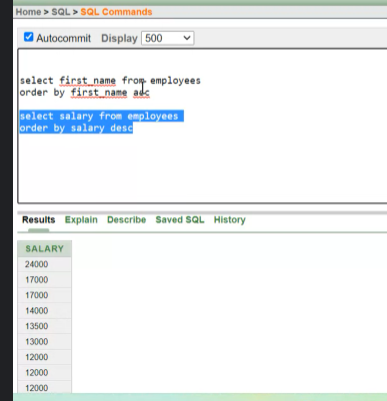 Home > SQL > SQL Commands
Autocommit Display 500
select first_name from employees
order by first_name asc
select salary from employees
order by salary desc
Results Explain Describe Saved SQL History
SALARY
24000
17000
17000
14000
13500
13000
12000
12000
12000